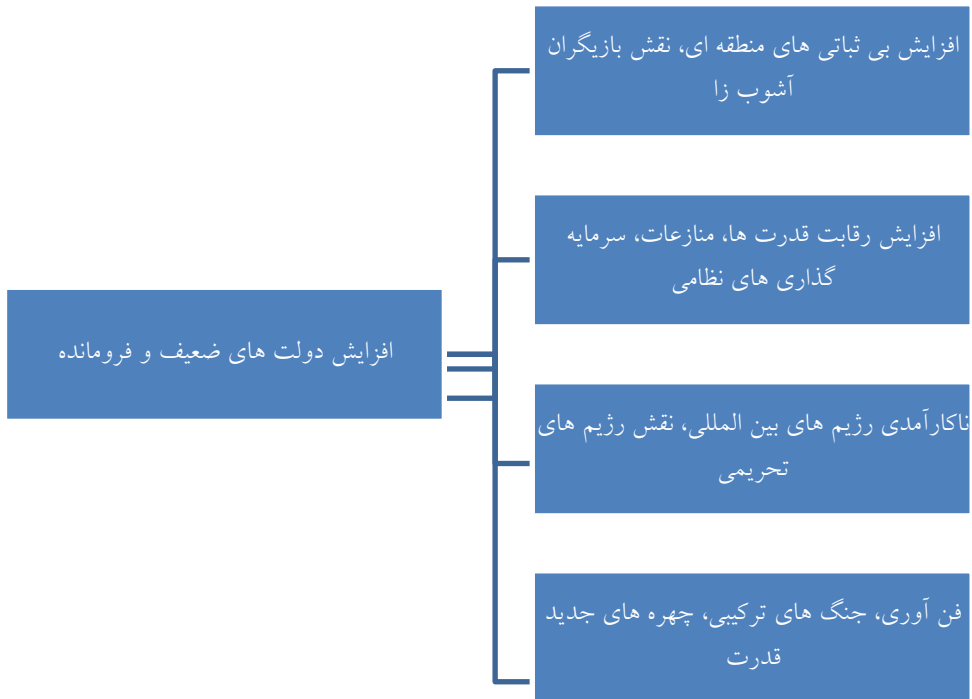 افزایش بی ثباتی های منطقه ای، نقش بازیگران
آشوب زا
افزایش رقابت قدرت ها، منازعات، سرمایه
گذاری های نظامی
افزایش دولت های ضعیف و فرومانده
ناکارآمدی رژیم های بین المللی، نقش رژیم های
تحریمی
فن آوری، جنگ های ترکیبی، چهره های جدید
قدرت